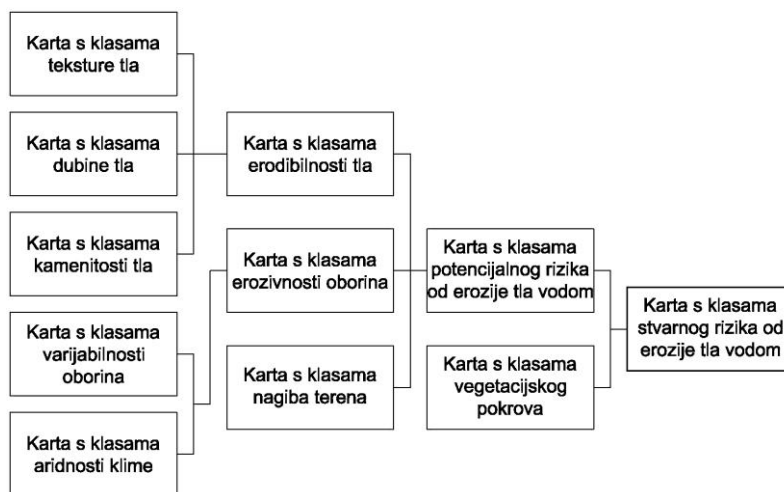 Karta s klasama
teksture tla
Karta s klasama
dubine tla
Karta s klasama
kamenitosti tla
Karta s klasama
varijabilnosti
oborina
Karta s klasama
aridnosti klime
Karta s klasama
erodibilnosti tla
Karta s klasama
erozivnosti oborina
Karta s klasama
nagiba terena
Karta s klasama
potencijalnog rizika
od erozije tla vodom
Karta s klasama
vegetacijskog
pokrova
Karta s klasama
stvarnog rizika od
erozije tla vodom